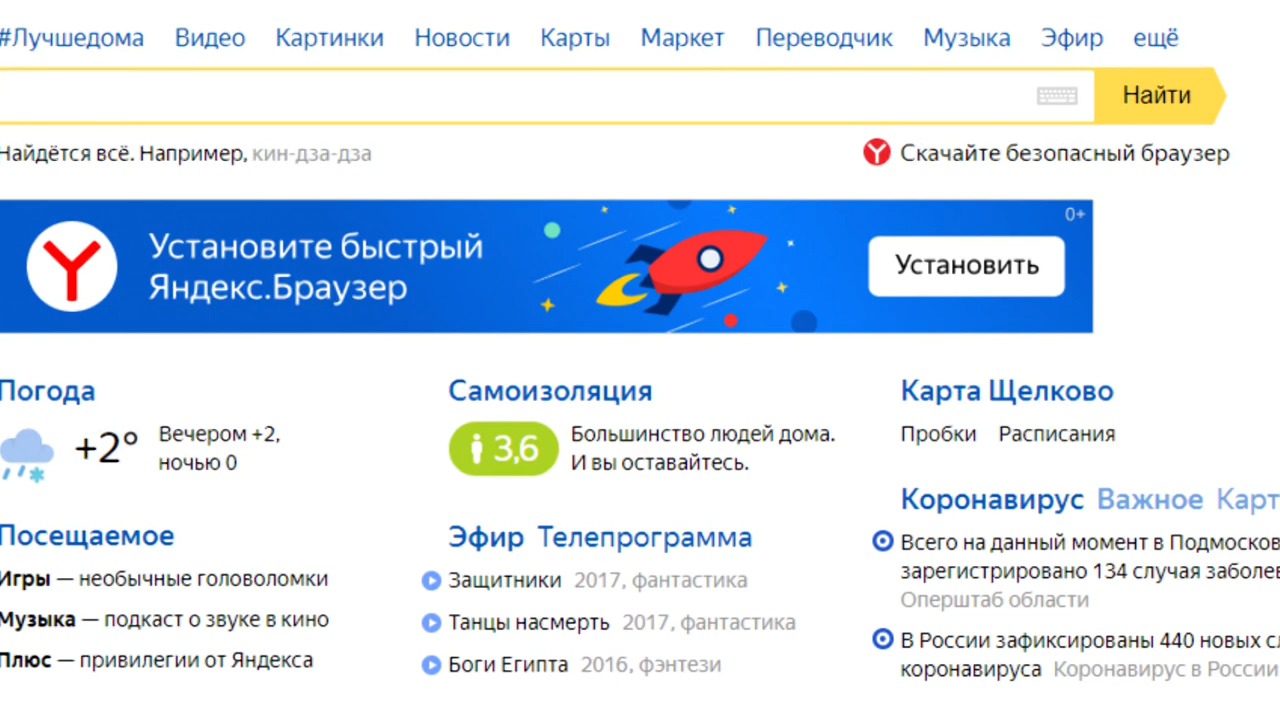 #Лучшедома Видео Картинки Новости Карты Маркет Переводчик Музыка Эфир ещё
Найти
Найдётся всё. Например, кин-дза-дза
Скачайте безопасный браузер
Установите быстрый
Яндекс.Браузер
0+
Установить
Погода
+2°
Вечером +2,
ночью 0
Посещаемое
Игры — необычные головоломки
Музыка — подкаст о звуке в кино
Плюс — привилегии от Яндекса
Самоизоляция
3,6
Большинство людей дома.
И вы оставайтесь.
Эфир Телепрограмма
Защитники 2017, фантастика
Танцы насмерть 2017, фантастика
Боги Египта 2016, фэнтези
Карта Щелково
Пробки Расписания
Коронавирус Важное Карт
Всего на данный момент в Подмосков
зарегистрировано 134 случая заболев
Оперштаб области
В России зафиксированы 440 новых сл
коронавируса Коронавирус в России